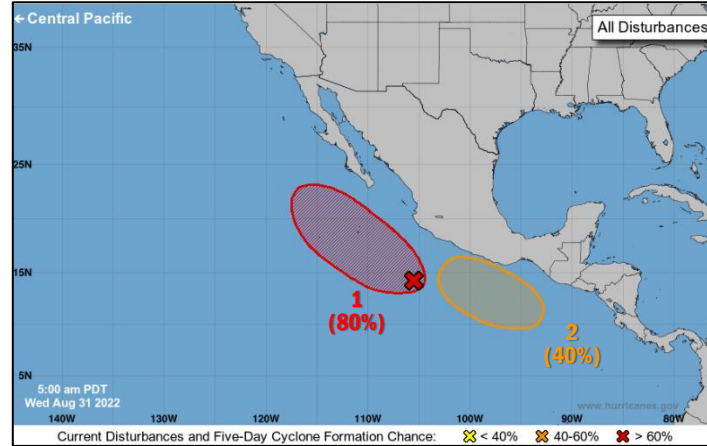 ← Central Pacific
All Disturbances
35N
25N
15N
5N
1
(80%)
2
(40%)
5:00 am PDT
Wed Aug 31 2022
www.hurricanes.gov
140W 130W 120W 110W 100W 90W 80W
Current Disturbances and Five-Day Cyclone Formation Chance: < 40% 40-60% > 60%